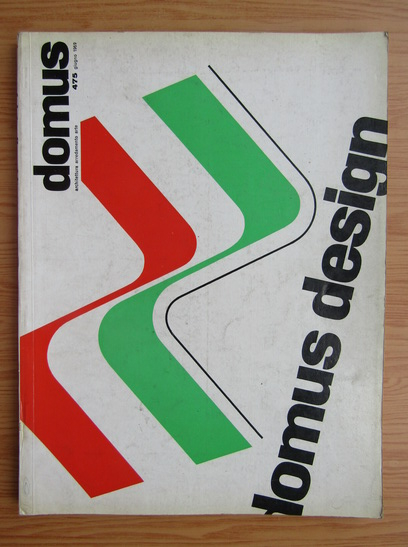 domus
475 giugno 1969
architettura arredamento arte
domus design